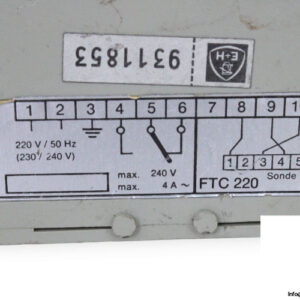 9311853
E+H
1 2 3 4 5 6 7 8 9 1
220 V / 50 Hz
(230 / 240 V)
max. 240 V
max. 4 A ~
1 2 3 4 5
FTC 220
Sonde